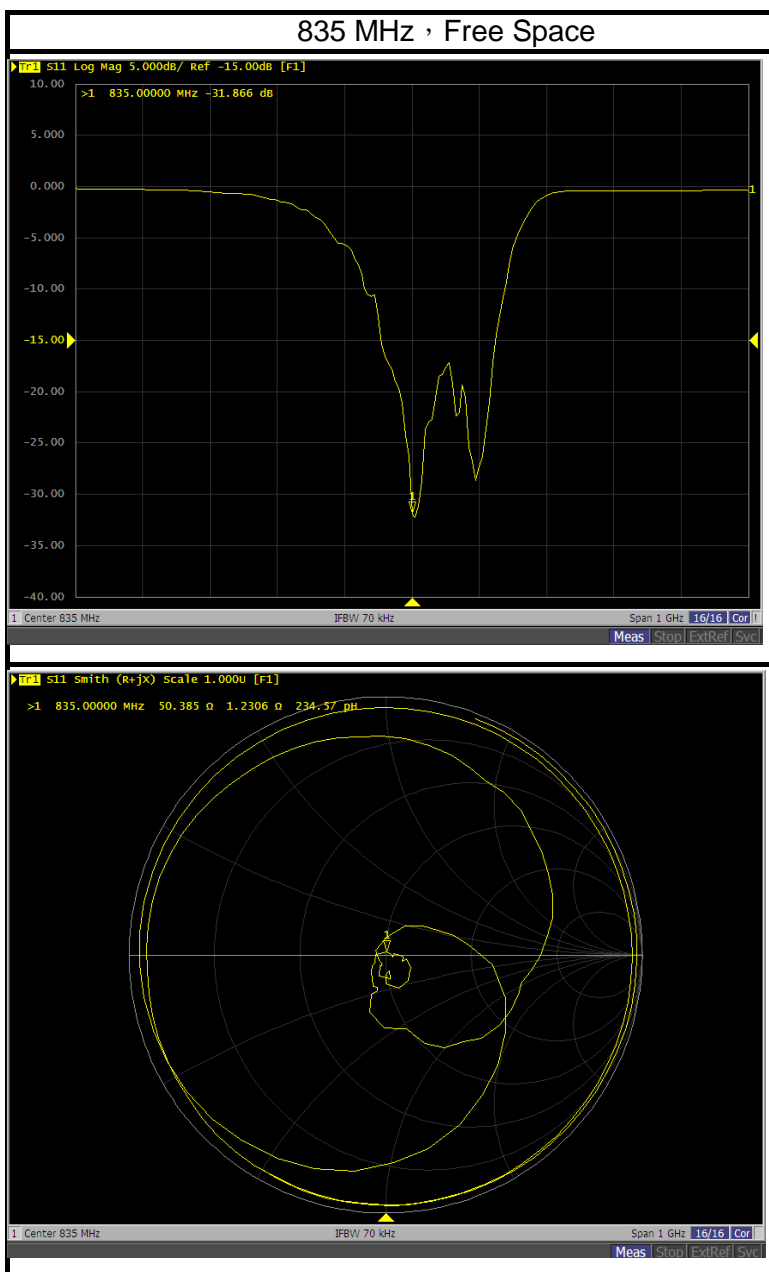 835 MHz，Free Space
Tr1 S11 Log Mag 5.000dB/ Ref -15.00dB [F1]
10.00
>1 835.00000 MHz -31.866 dB
5.000
0.000
1
-5.000
-10.00
-15.00
-20.00
-25.00
-30.00
1
-35.00
-40.00
1 Center 835 MHz IFBW 70 kHz Span 1 GHz 16/16 Cor !
Meas Stop ExtRef Svc
Tr1 S11 Smith (R+jX) Scale 1.000U [F1]
>1 835.00000 MHz 50.385 Ω 1.2306 Ω 234.57 pH
1
1 Center 835 MHz IFBW 70 kHz Span 1 GHz 16/16 Cor
Meas Stop ExtRef Svc